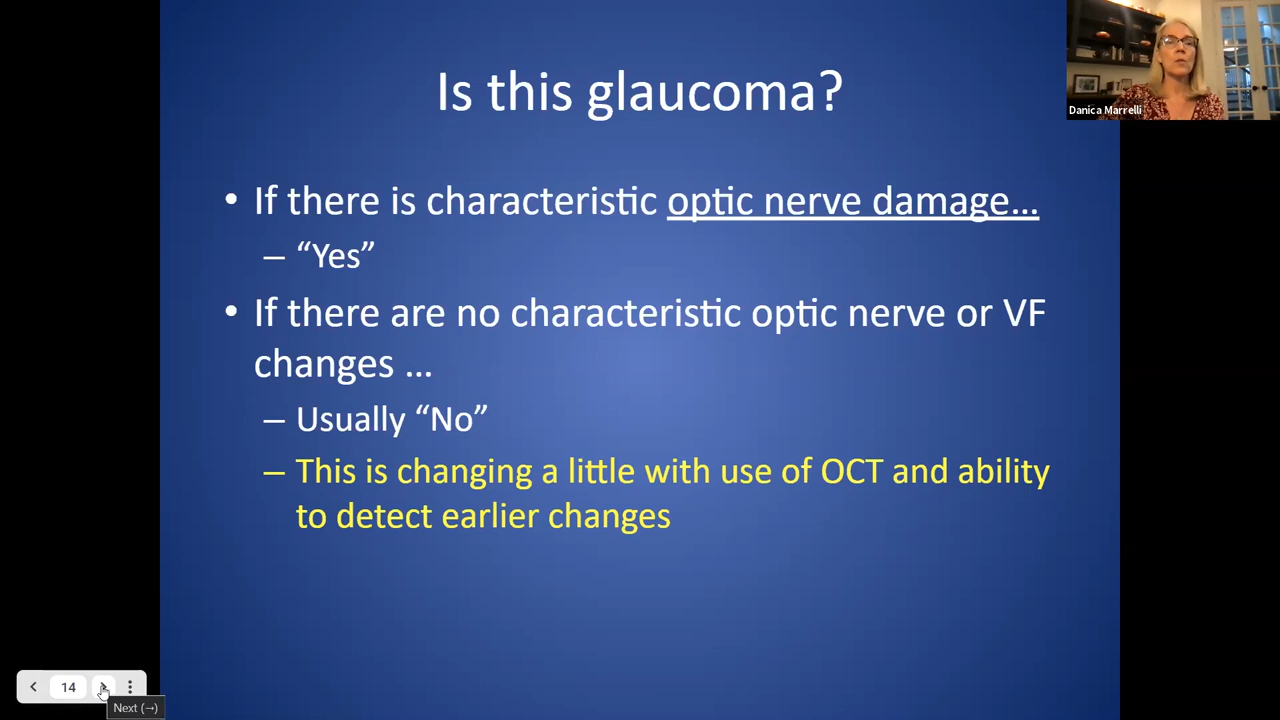 Is this glaucoma?
Danica Marrelli
• If there is characteristic optic nerve damage…
– “Yes”
• If there are no characteristic optic nerve or VF
changes …
– Usually “No”
– This is changing a little with use of OCT and ability
to detect earlier changes
14
Next (→)